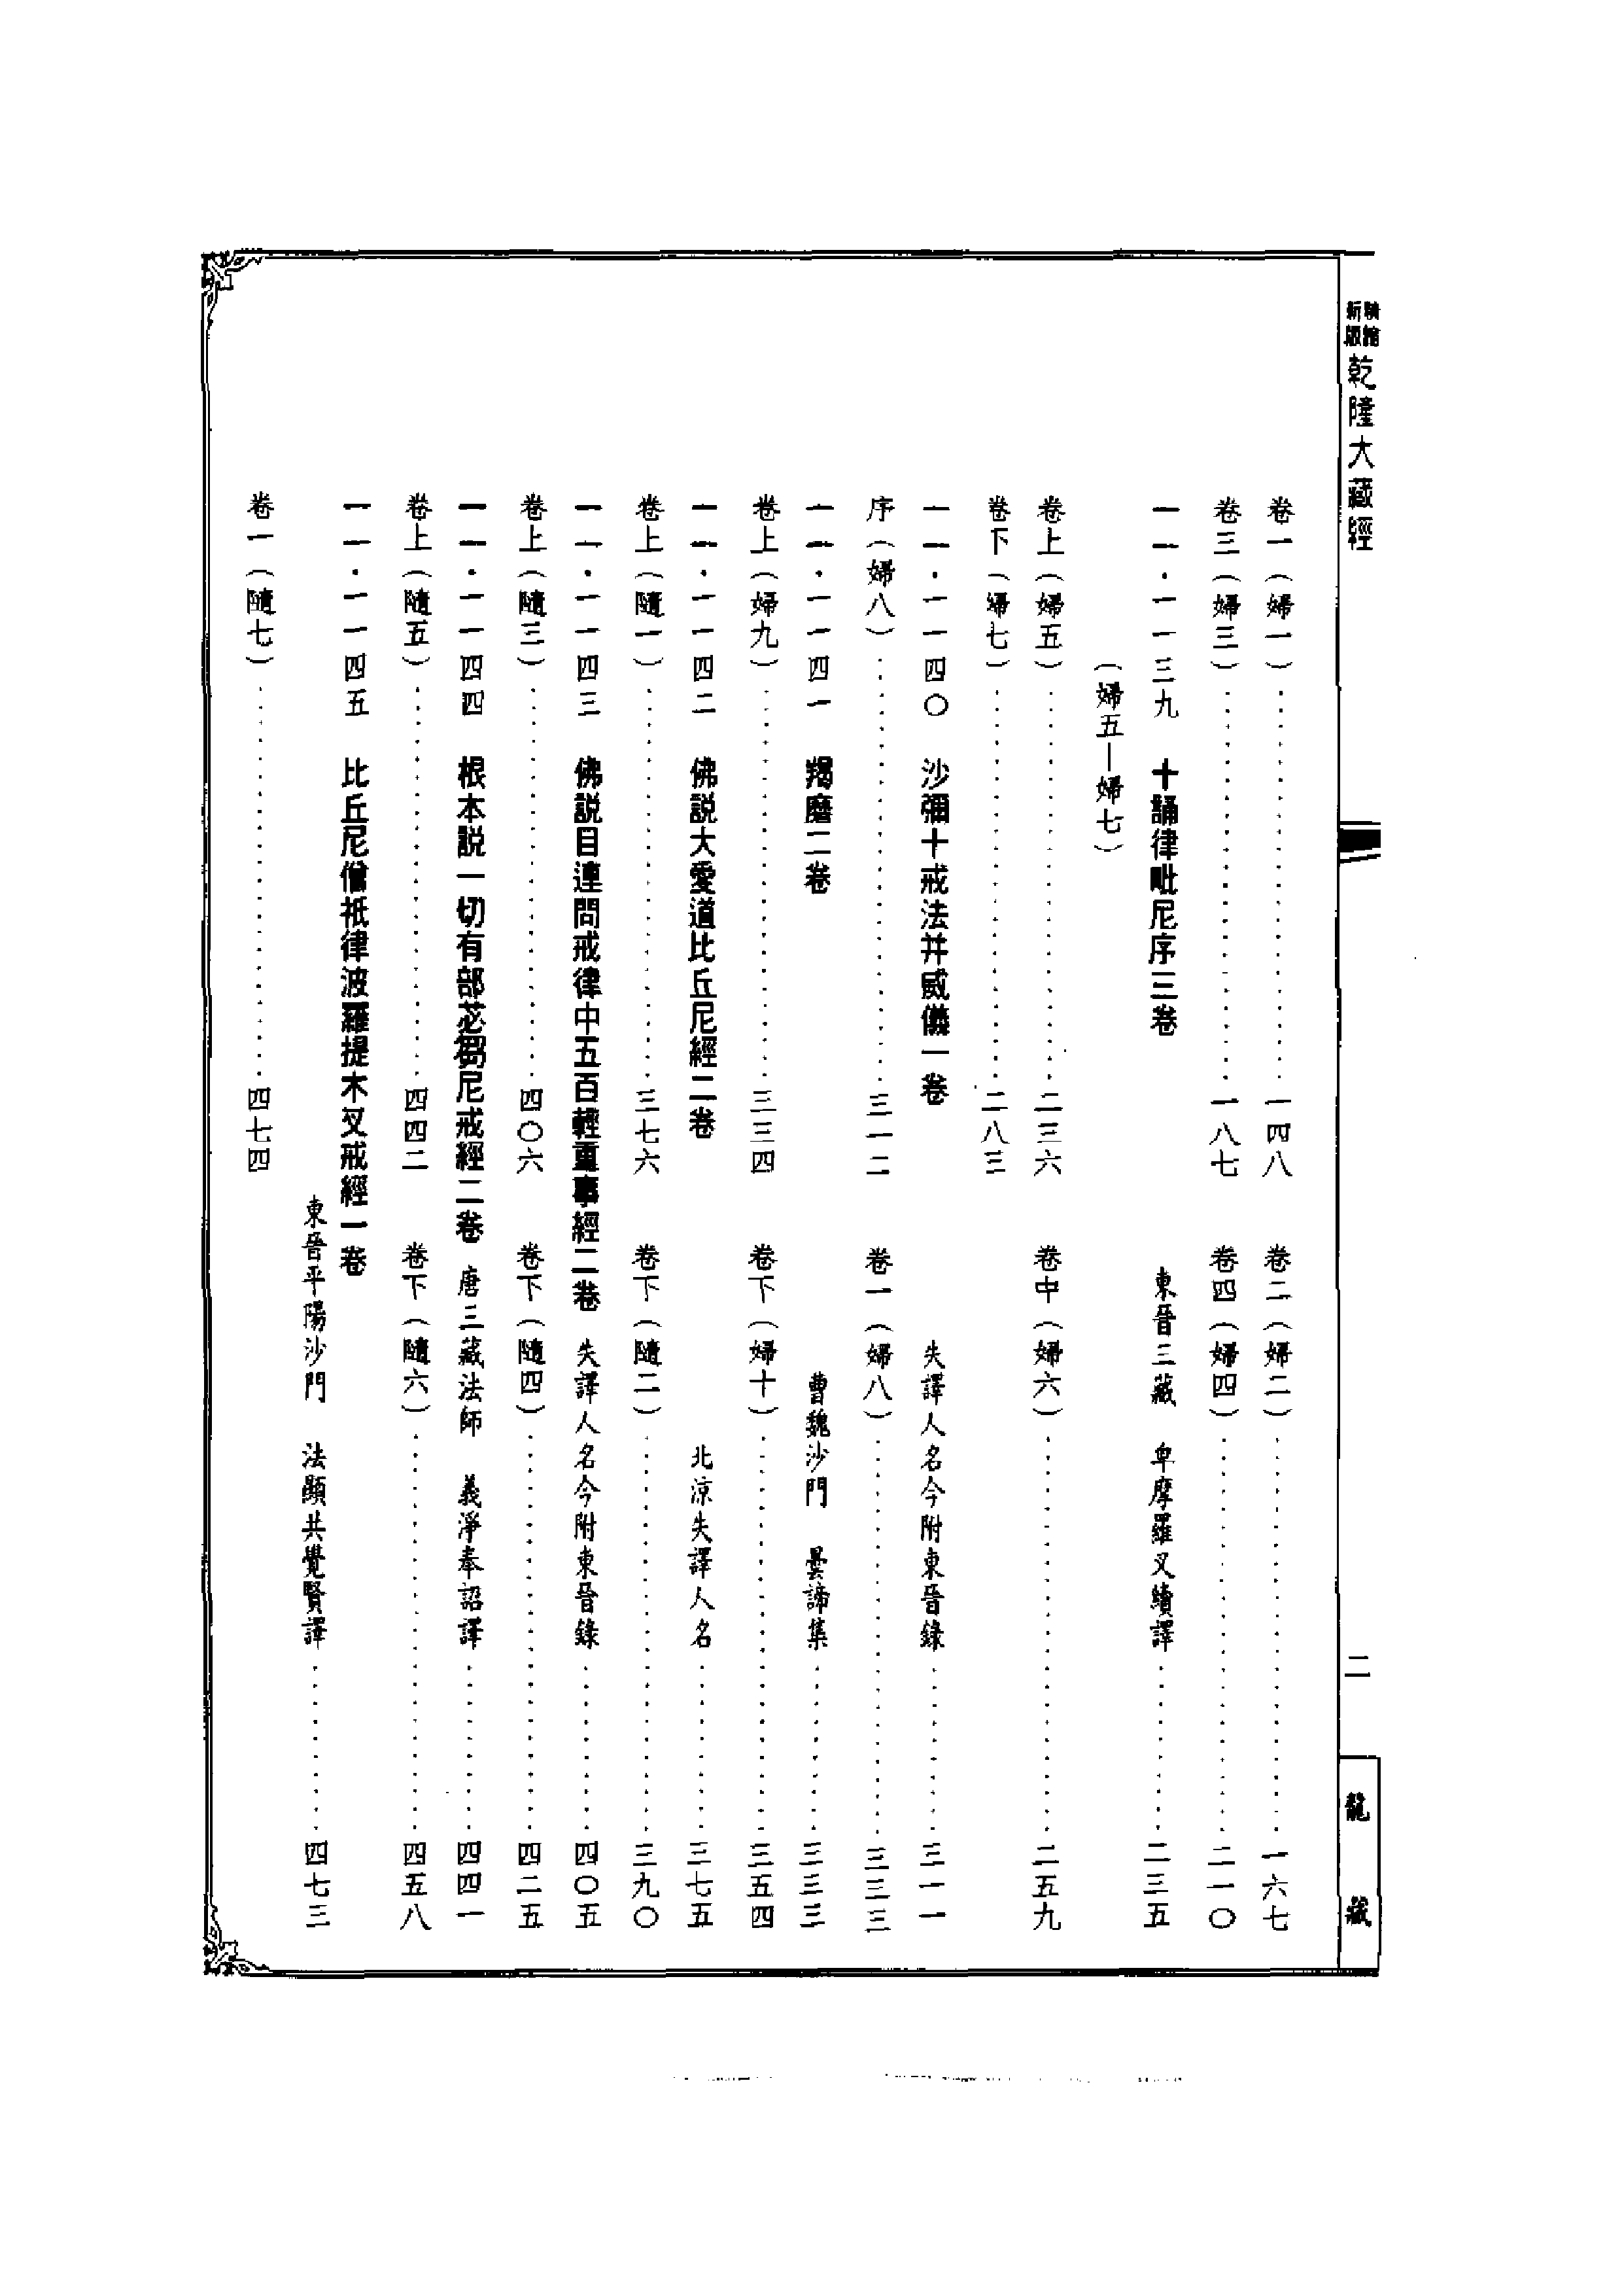 新版 精縮 乾隆大藏經
二
龍藏
卷一（婦一）……一四八 卷二（婦二）……一六七
卷三（婦三）……一八七 卷四（婦四）……二一〇
一一·一一三九 十誦律毗尼序三卷 東晉三藏 卑摩羅叉續譯……二三五
（婦五—婦七）
卷上（婦五）……二三六 卷中（婦六）……二五九
卷下（婦七）……二八三
一一·一一四〇 沙彌十戒法并威儀一卷 失譯人名今附東晉錄……三一一
序（婦八）……三一二 卷一（婦八）……三三三
一一·一一四一 羯磨二卷 曹魏沙門 曇諦集……三三三
卷上（婦九）……三三四 卷下（婦十）……三五四
一一·一一四二 佛説大愛道比丘尼經二卷 北涼失譯人名……三七五
卷上（隨一）……三七六 卷下（隨二）……三九〇
一一·一一四三 佛説目連問戒律中五百輕重事經二卷 失譯人名今附東晉錄……四〇五
卷上（隨三）……四〇六 卷下（隨四）……四二五
一一·一一四四 根本説一切有部苾芻尼戒經二卷 唐三藏法師 義淨奉詔譯……四四一
卷上（隨五）……四四二 卷下（隨六）……四五八
一一·一一四五 比丘尼僧祇律波羅提木叉戒經一卷
東晉平陽沙門 法顯共覺賢譯……四七三
卷一（隨七）……四七四